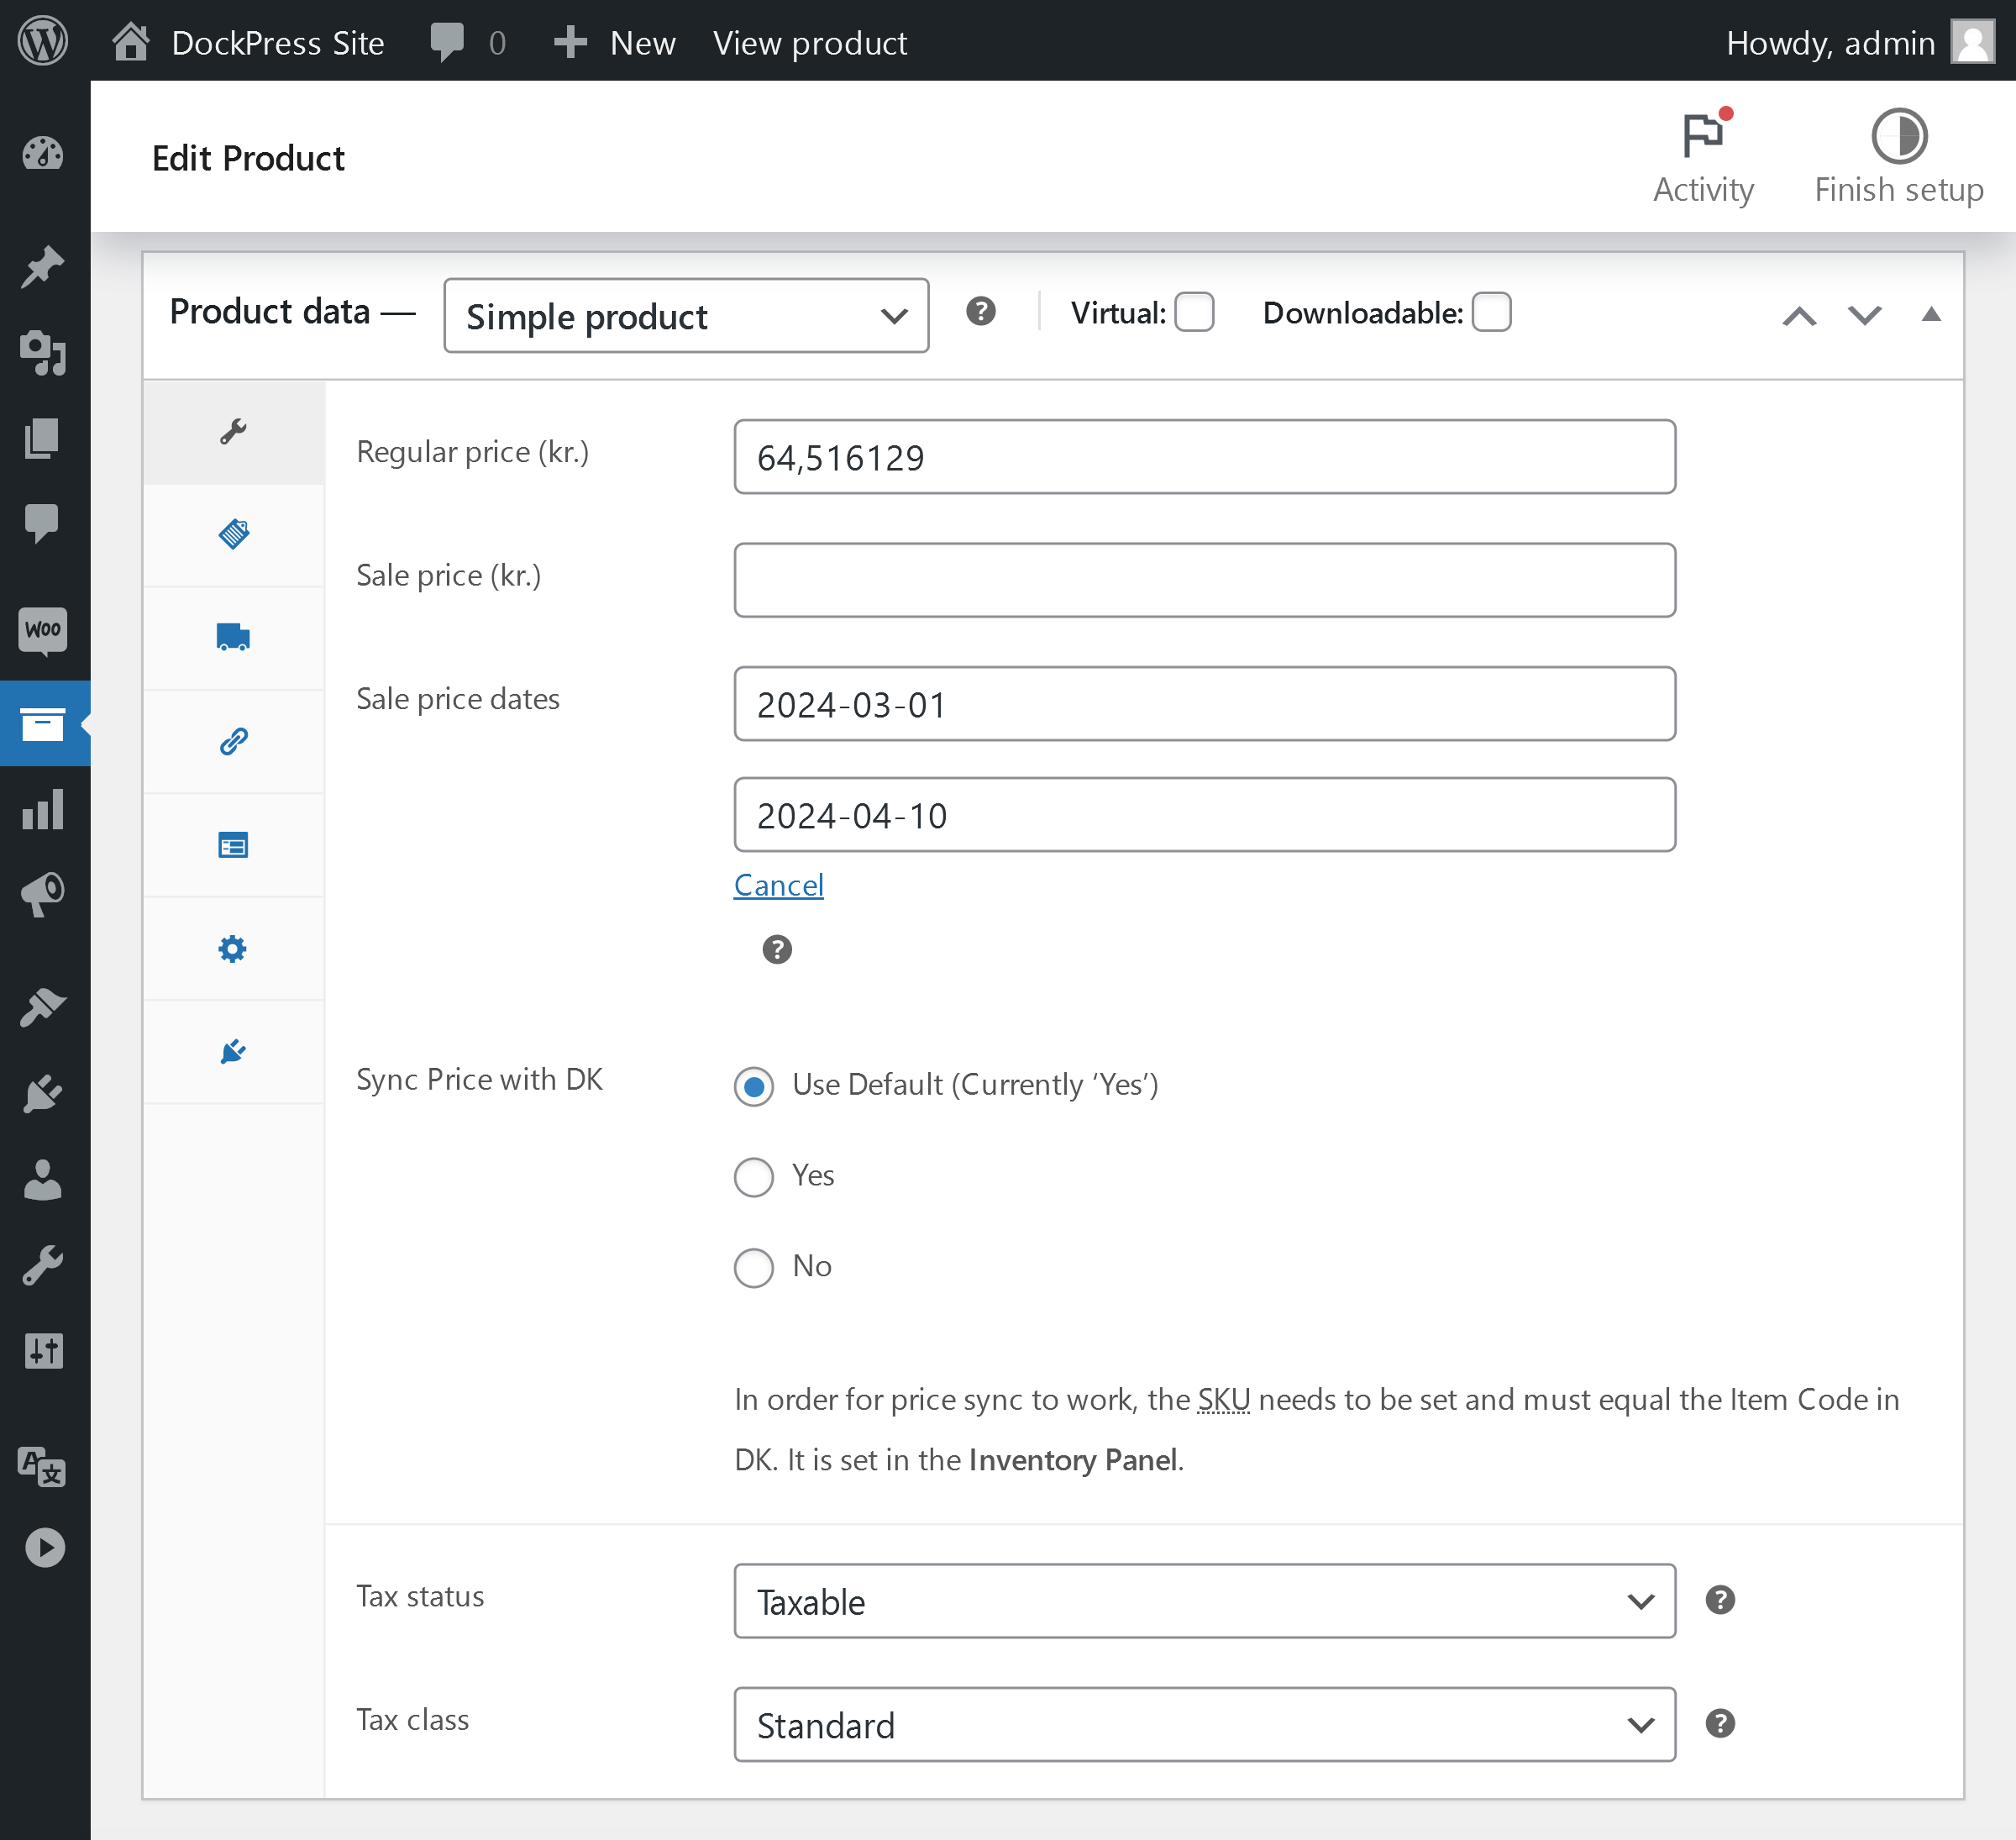 DockPress Site 0 New View product Howdy, admin
Edit Product
Activity
Finish setup
Product data — Simple product ? Virtual: Downloadable:
Regular price (kr.) 64,516129
Sale price (kr.)
Sale price dates 2024-03-01
2024-04-10
Cancel
?
Woo
Sync Price with DK Use Default (Currently ‘Yes’)
Yes
No
In order for price sync to work, the SKU needs to be set and must equal the Item Code in
DK. It is set in the Inventory Panel.
Tax status Taxable ?
Tax class Standard ?